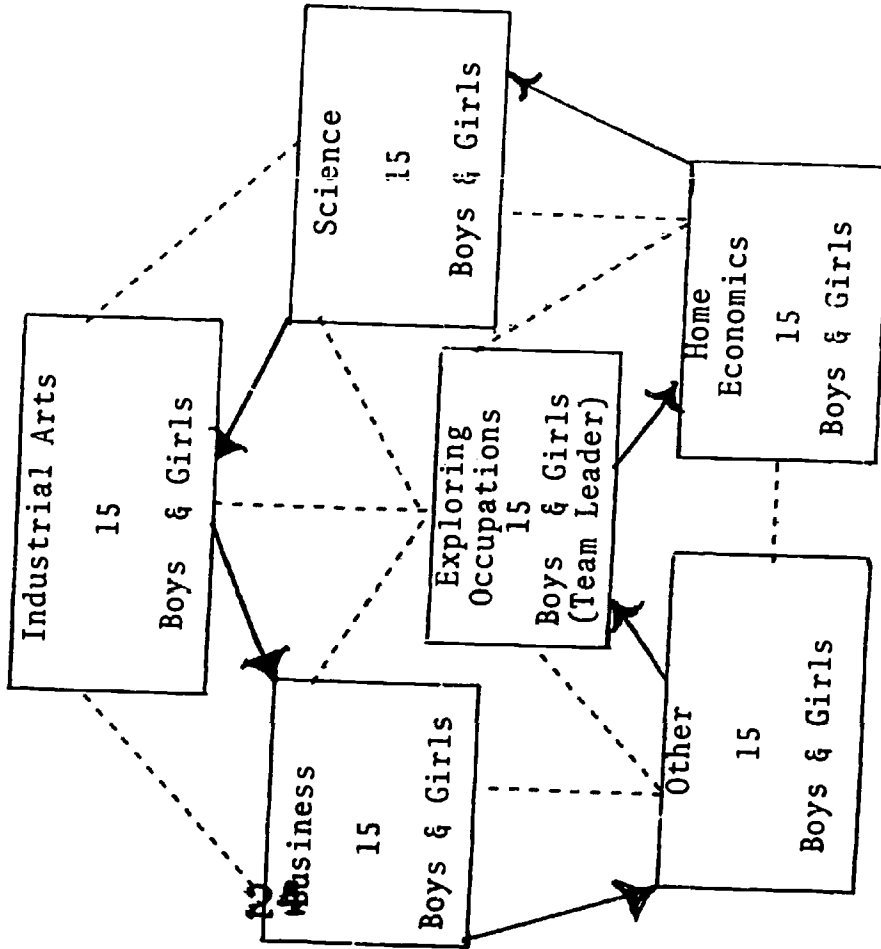 Industrial Arts
15
Boys & Girls
Business
15
Boys & Girls
Science
15
Boys & Girls
Exploring
Occupations
15
Boys & Girls
(Team Leader)
Other
15
Boys & Girls
Home
Economics
15
Boys & Girls